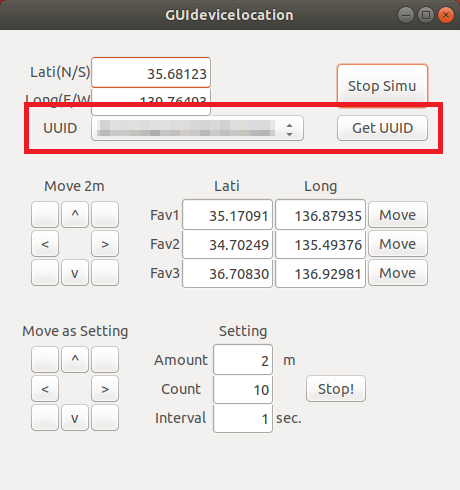 GUIdevicelocation
Lati(N/S) 35.68123
Stop Simu
Long(E/W 139.76493
UUID Get UUID
Move 2m Lati Long
^ Fav1 35.17091 136.87935 Move
< > Fav2 34.70249 135.49376 Move
v Fav3 36.70830 136.92981 Move
Move as Setting Setting
^ Amount 2 m
< > Count 10 Stop!
v Interval 1 sec.